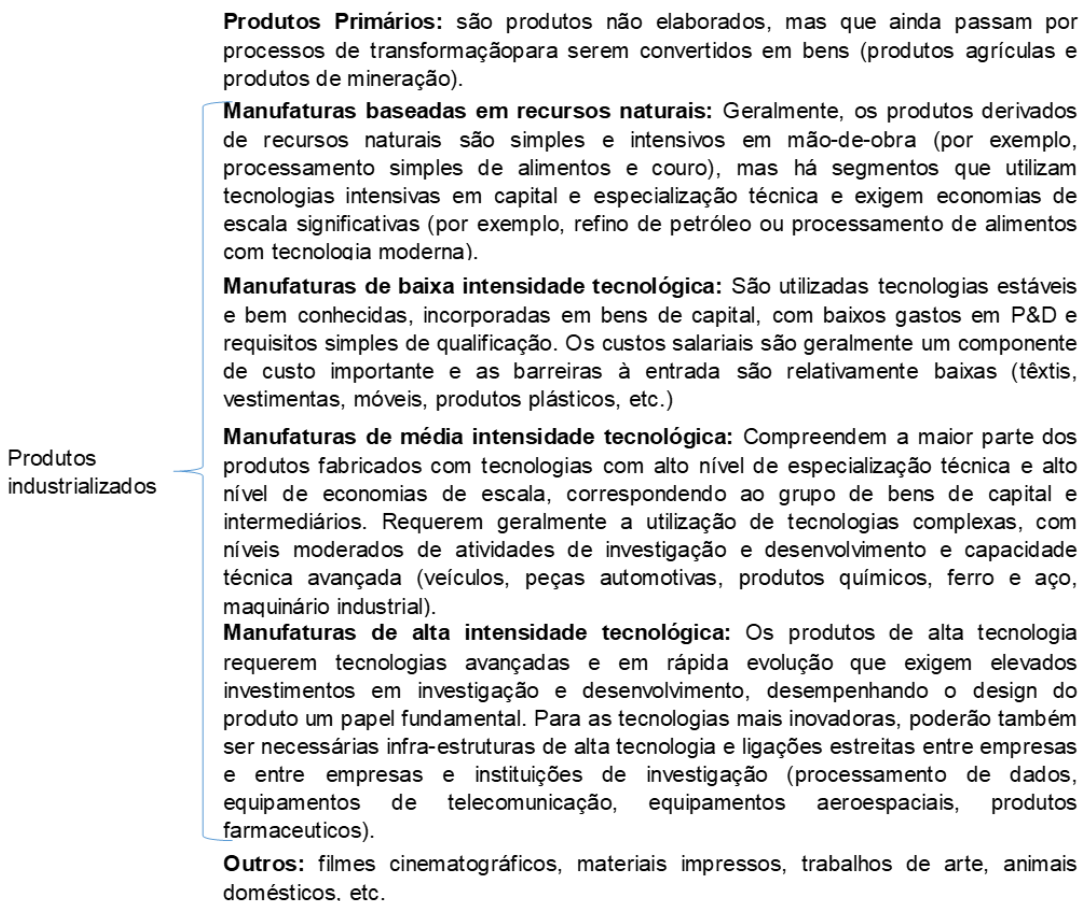 Produtos Primários: são produtos não elaborados, mas que ainda passam por
processos de transformaçãopara serem convertidos em bens (produtos agrículas e
produtos de mineração).
Manufaturas baseadas em recursos naturais: Geralmente, os produtos derivados
de recursos naturais são simples e intensivos em mão-de-obra (por exemplo,
processamento simples de alimentos e couro), mas há segmentos que utilizam
tecnologias intensivas em capital e especialização técnica e exigem economias de
escala significativas (por exemplo, refino de petróleo ou processamento de alimentos
com tecnologia moderna).
Manufaturas de baixa intensidade tecnológica: São utilizadas tecnologias estáveis
e bem conhecidas, incorporadas em bens de capital, com baixos gastos em P&D e
requisitos simples de qualificação. Os custos salariais são geralmente um componente
de custo importante e as barreiras à entrada são relativamente baixas (têxtis,
vestimentas, móveis, produtos plásticos, etc.)
Produtos
industrializados
Manufaturas de média intensidade tecnológica: Compreendem a maior parte dos
produtos fabricados com tecnologias com alto nível de especialização técnica e alto
nível de economias de escala, correspondendo ao grupo de bens de capital e
intermediários. Requerem geralmente a utilização de tecnologias complexas, com
níveis moderados de atividades de investigação e desenvolvimento e capacidade
técnica avançada (veículos, peças automotivas, produtos químicos, ferro e aço,
maquinário industrial).
Manufaturas de alta intensidade tecnológica: Os produtos de alta tecnologia
requerem tecnologias avançadas e em rápida evolução que exigem elevados
investimentos em investigação e desenvolvimento, desempenhando o design do
produto um papel fundamental. Para as tecnologias mais inovadoras, poderão também
ser necessárias infra-estruturas de alta tecnologia e ligações estreitas entre empresas
e entre empresas e instituições de investigação (processamento de dados,
equipamentos de telecomunicação, equipamentos aeroespaciais, produtos
farmaceuticos).
Outros: filmes cinematográficos, materiais impressos, trabalhos de arte, animais
domésticos, etc.